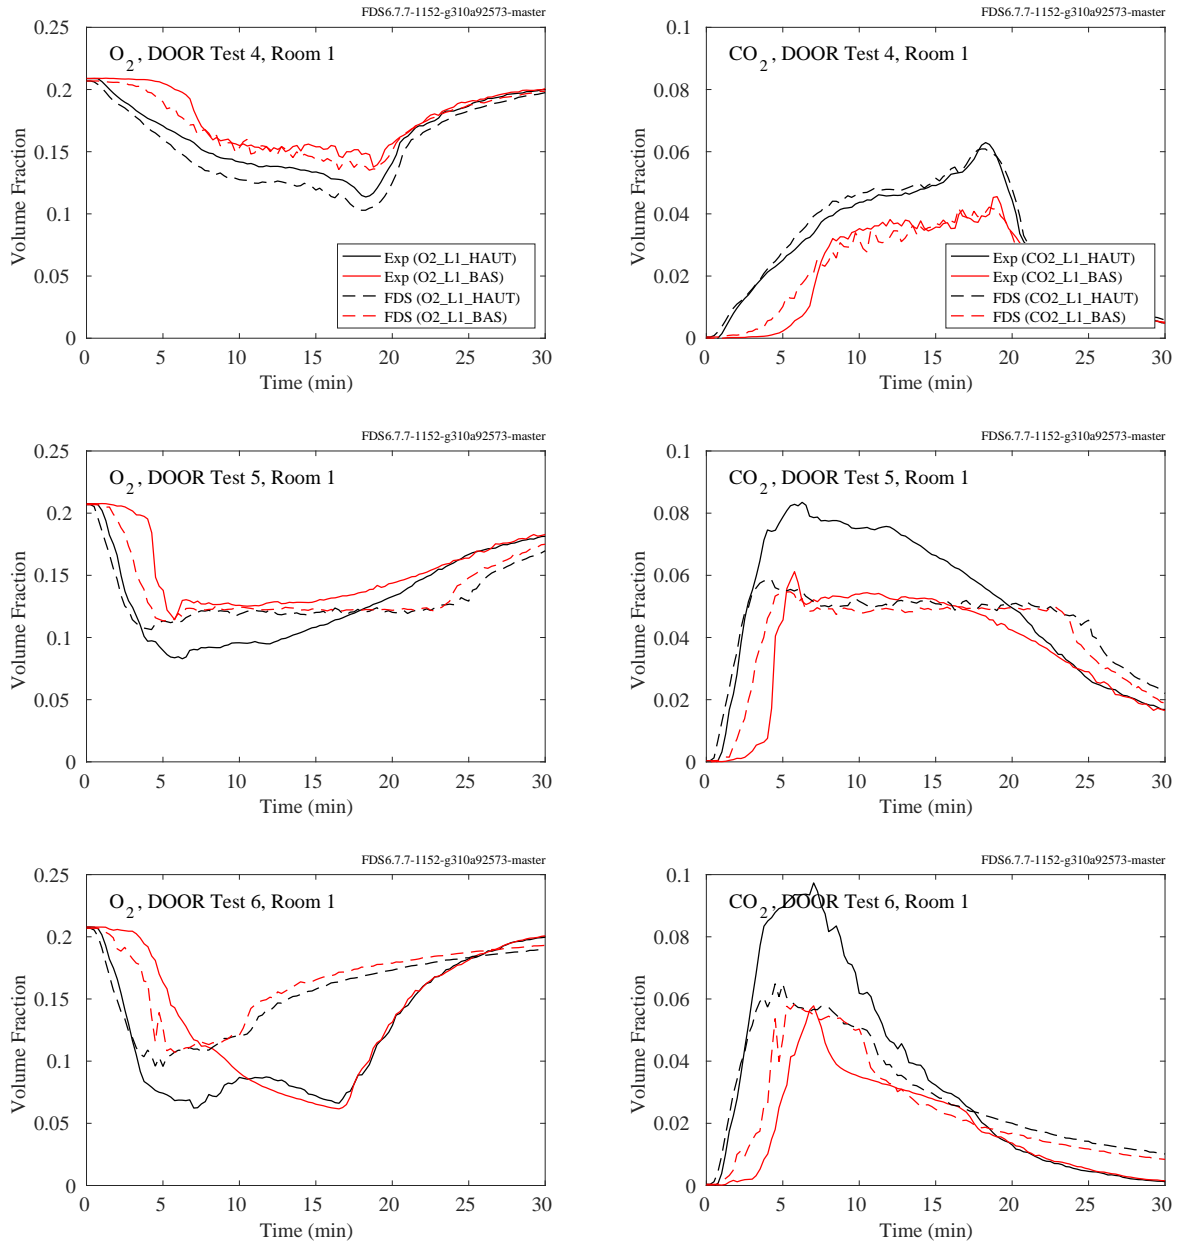 FDS6.7.7-1152-g310a92573-master
O2, DOOR Test 4, Room 1
Volume Fraction
0.25
0.2
0.15
0.1
0.05
0
Exp (O2_L1_HAUT)
Exp (O2_L1_BAS)
FDS (O2_L1_HAUT)
FDS (O2_L1_BAS)
0 5 10 15 20 25 30
Time (min)
FDS6.7.7-1152-g310a92573-master
CO2, DOOR Test 4, Room 1
Volume Fraction
0.1
0.08
0.06
0.04
0.02
0
Exp (CO2_L1_HAUT)
Exp (CO2_L1_BAS)
FDS (CO2_L1_HAUT)
FDS (CO2_L1_BAS)
0 5 10 15 20 25 30
Time (min)
FDS6.7.7-1152-g310a92573-master
O2, DOOR Test 5, Room 1
Volume Fraction
0.25
0.2
0.15
0.1
0.05
0
0 5 10 15 20 25 30
Time (min)
FDS6.7.7-1152-g310a92573-master
CO2, DOOR Test 5, Room 1
Volume Fraction
0.1
0.08
0.06
0.04
0.02
0
0 5 10 15 20 25 30
Time (min)
FDS6.7.7-1152-g310a92573-master
O2, DOOR Test 6, Room 1
Volume Fraction
0.25
0.2
0.15
0.1
0.05
0
0 5 10 15 20 25 30
Time (min)
FDS6.7.7-1152-g310a92573-master
CO2, DOOR Test 6, Room 1
Volume Fraction
0.1
0.08
0.06
0.04
0.02
0
0 5 10 15 20 25 30
Time (min)